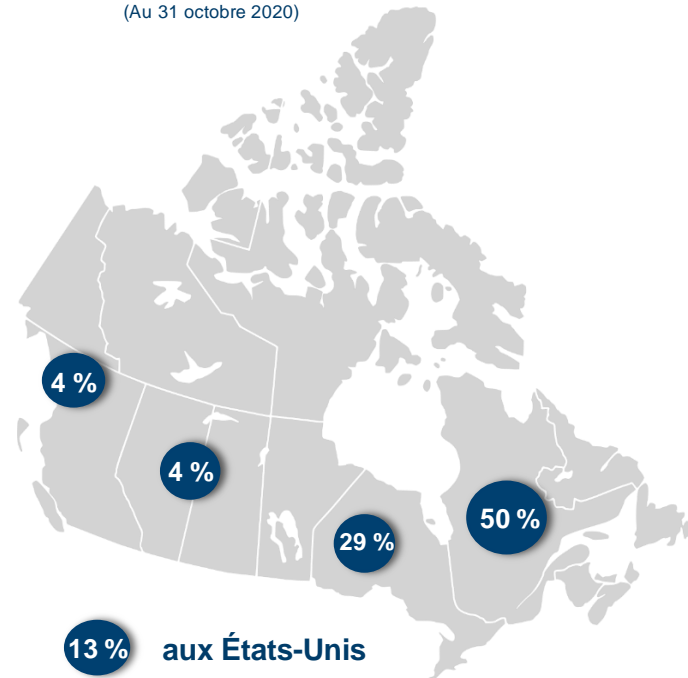 (Au 31 octobre 2020)
4 %
4 %
29 %
50 %
13 % aux États-Unis